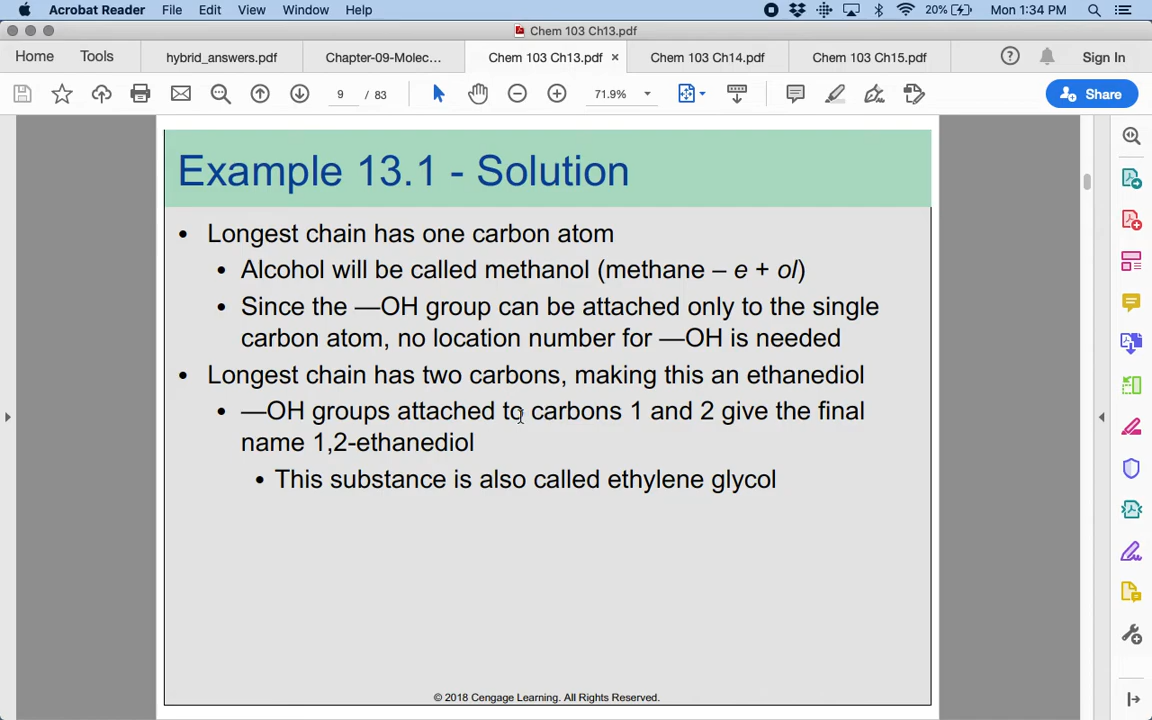 Acrobat Reader File Edit View Window Help 20% Mon 1:34 PM
Chem 103 Ch13.pdf
Home Tools hybrid_answers.pdf Chapter-09-Molec... Chem 103 Ch13.pdf × Chem 103 Ch14.pdf Chem 103 Ch15.pdf Sign In
9 / 83 71.9% Share
Example 13.1 - Solution
• Longest chain has one carbon atom
• Alcohol will be called methanol (methane – e + ol)
• Since the —OH group can be attached only to the single
carbon atom, no location number for —OH is needed
• Longest chain has two carbons, making this an ethanediol
• —OH groups attached to carbons 1 and 2 give the final
name 1,2-ethanediol
• This substance is also called ethylene glycol
© 2018 Cengage Learning. All Rights Reserved.